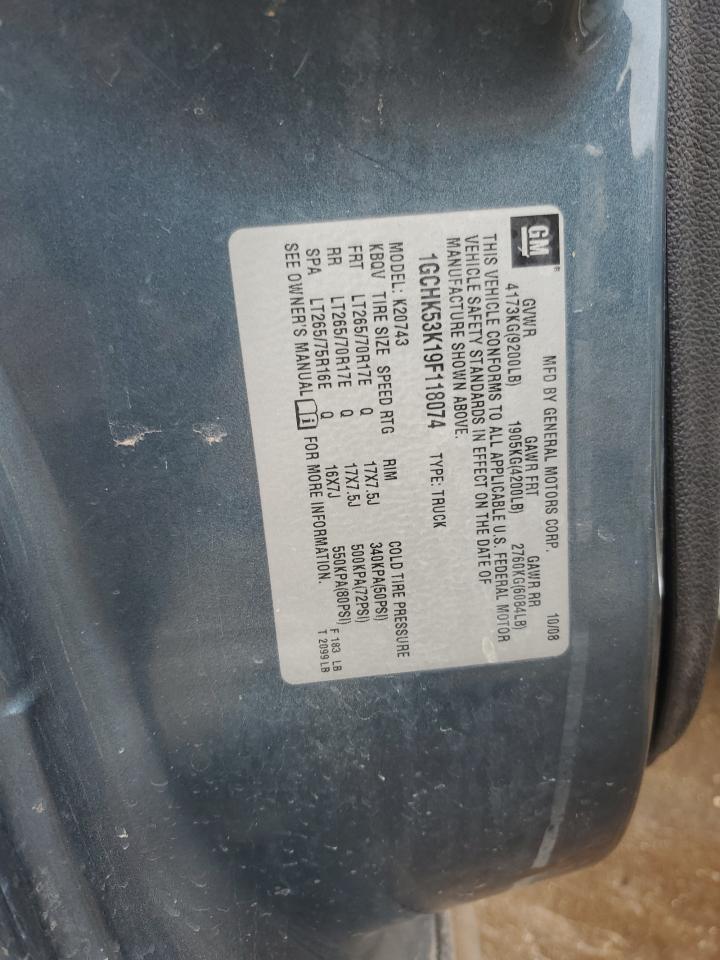 GM ® MFD BY GENERAL MOTORS CORP. 10/08
GVWR GAWR FRT GAWR RR
4173KG(9200LB) 1905KG(4200LB) 2760KG(6084LB)
THIS VEHICLE CONFORMS TO ALL APPLICABLE U.S. FEDERAL MOTOR
VEHICLE SAFETY STANDARDS IN EFFECT ON THE DATE OF
MANUFACTURE SHOWN ABOVE.
1GCHK53K19F118074 TYPE: TRUCK
MODEL: K20743
KBQV TIRE SIZE SPEED RTG RIM COLD TIRE PRESSURE
FRT LT265/70R17E Q 17X7.5J 340KPA(50PSI)
RR LT265/70R17E Q 17X7.5J 500KPA(72PSI)
SPA LT265/75R16E Q 16X7J 550KPA(80PSI) F 183 LB
SEE OWNER'S MANUAL i FOR MORE INFORMATION. T 2099 LB